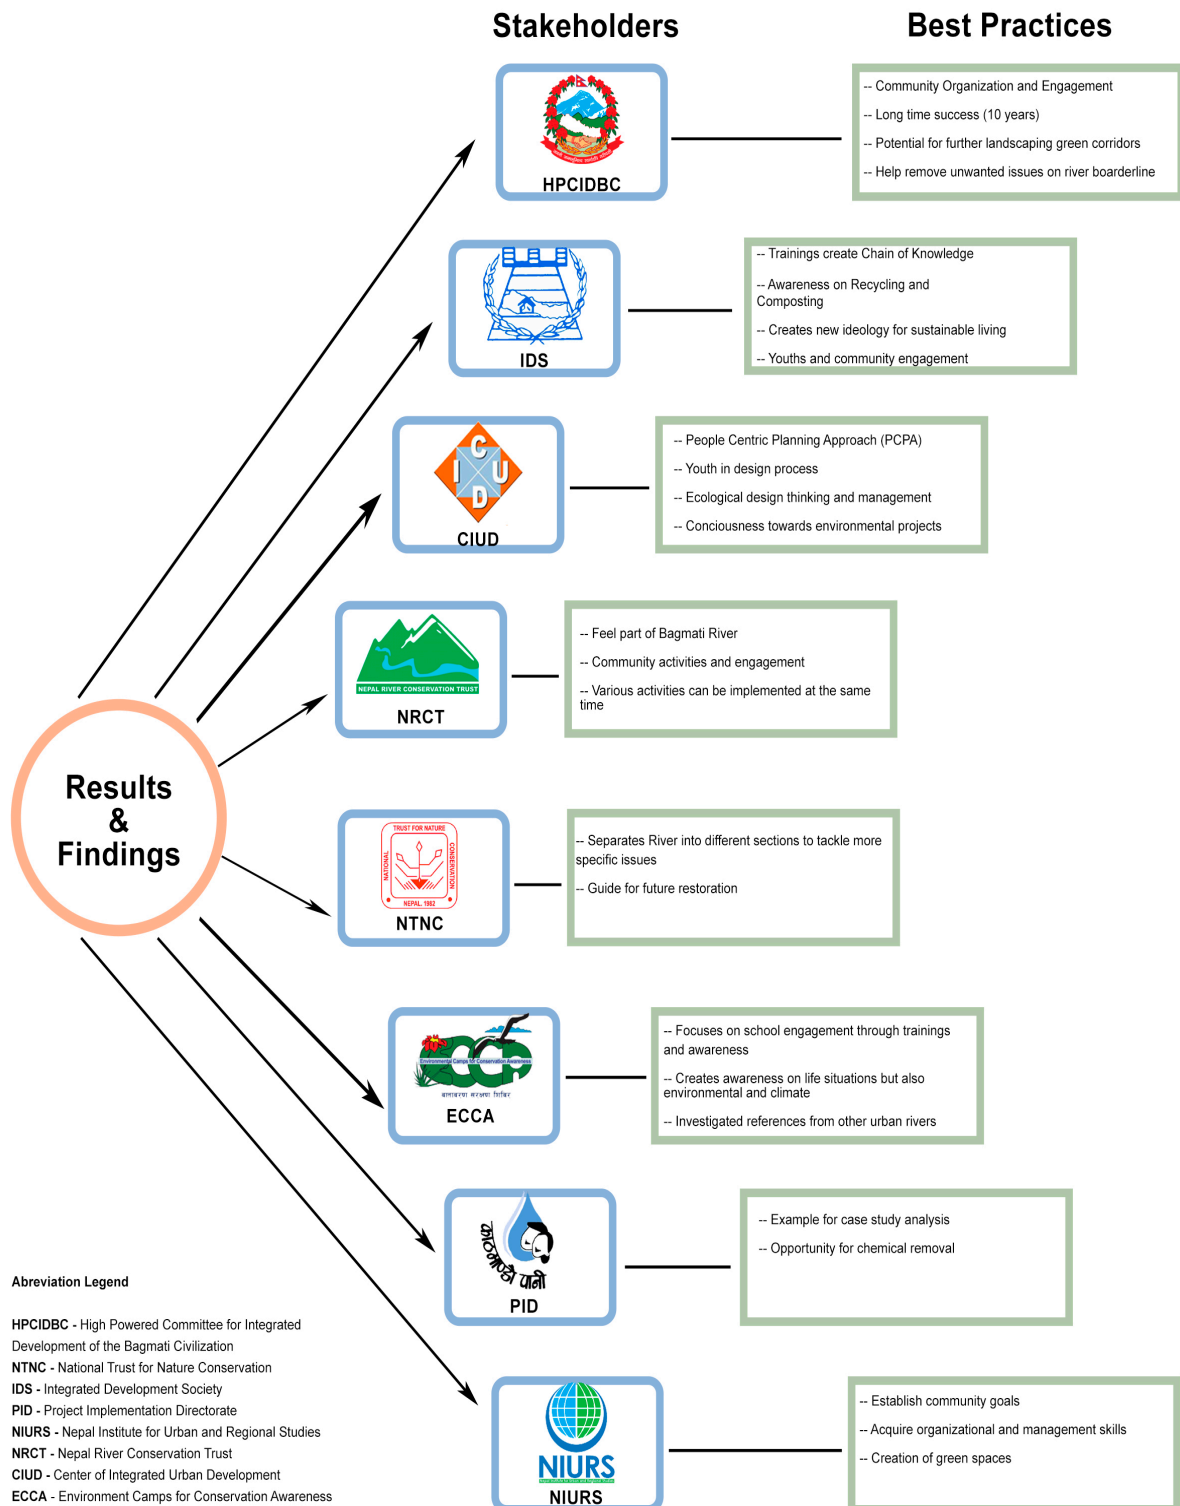 Stakeholders
Best Practices
HPCIDBC
-- Community Organization and Engagement
-- Long time success (10 years)
-- Potential for further landscaping green corridors
-- Help remove unwanted issues on river boarderline
IDS
-- Trainings create Chain of Knowledge
-- Awareness on Recycling and
Composting
-- Creates new ideology for sustainable living
-- Youths and community engagement
C
I U
D
CIUD
-- People Centric Planning Approach (PCPA)
-- Youth in design process
-- Ecological design thinking and management
-- Conciousness towards environmental projects
NEPAL RIVER CONSERVATION TRUST
NRCT
-- Feel part of Bagmati River
-- Community activities and engagement
-- Various activities can be implemented at the same
time
Results
&
Findings
NATIONAL
TRUST FOR NATURE
CONSERVATION
NEPAL. 1982
NTNC
-- Separates River into different sections to tackle more
specific issues
-- Guide for future restoration
ECCA
Environmental Camps for Conservation Awareness
ECCA
-- Focuses on school engagement through trainings
and awareness
-- Creates awareness on life situations but also
environmental and climate
-- Investigated references from other urban rivers
काठमाण्डौ पानी
PID
-- Example for case study analysis
-- Opportunity for chemical removal
NIURS
NIURS
-- Establish community goals
-- Acquire organizational and management skills
-- Creation of green spaces
Abreviation Legend
HPCIDBC - High Powered Committee for Integrated
Development of the Bagmati Civilization
NTNC - National Trust for Nature Conservation
IDS - Integrated Development Society
PID - Project Implementation Directorate
NIURS - Nepal Institute for Urban and Regional Studies
NRCT - Nepal River Conservation Trust
CIUD - Center of Integrated Urban Development
ECCA - Environment Camps for Conservation Awareness